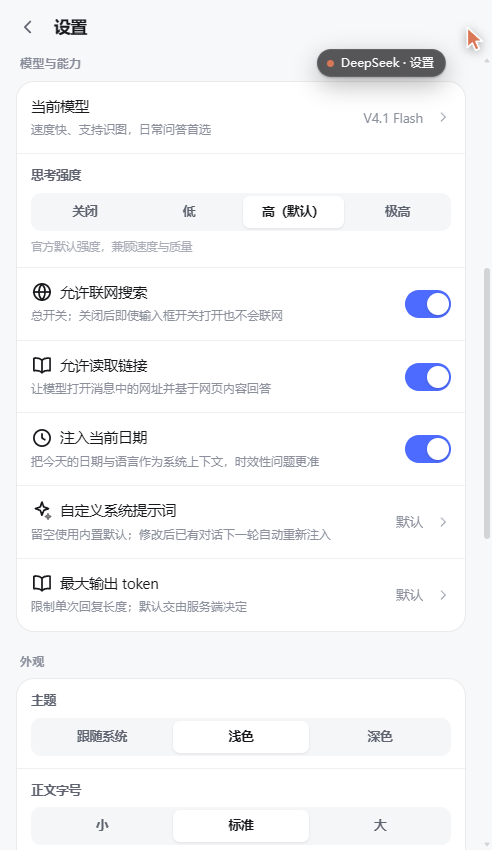 设置
模型与能力
DeepSeek · 设置
当前模型
速度快、支持识图，日常问答首选
V4.1 Flash
思考强度
关闭 低 高（默认） 极高
官方默认强度，兼顾速度与质量
允许联网搜索
总开关；关闭后即使输入框开关打开也不会联网
允许读取链接
让模型打开消息中的网址并基于网页内容回答
注入当前日期
把今天的日期与语言作为系统上下文，时效性问题更准
自定义系统提示词
留空使用内置默认；修改后已有对话下一轮自动重新注入
默认
最大输出 token
限制单次回复长度；默认交由服务端决定
默认
外观
主题
跟随系统 浅色 深色
正文字号
小 标准 大